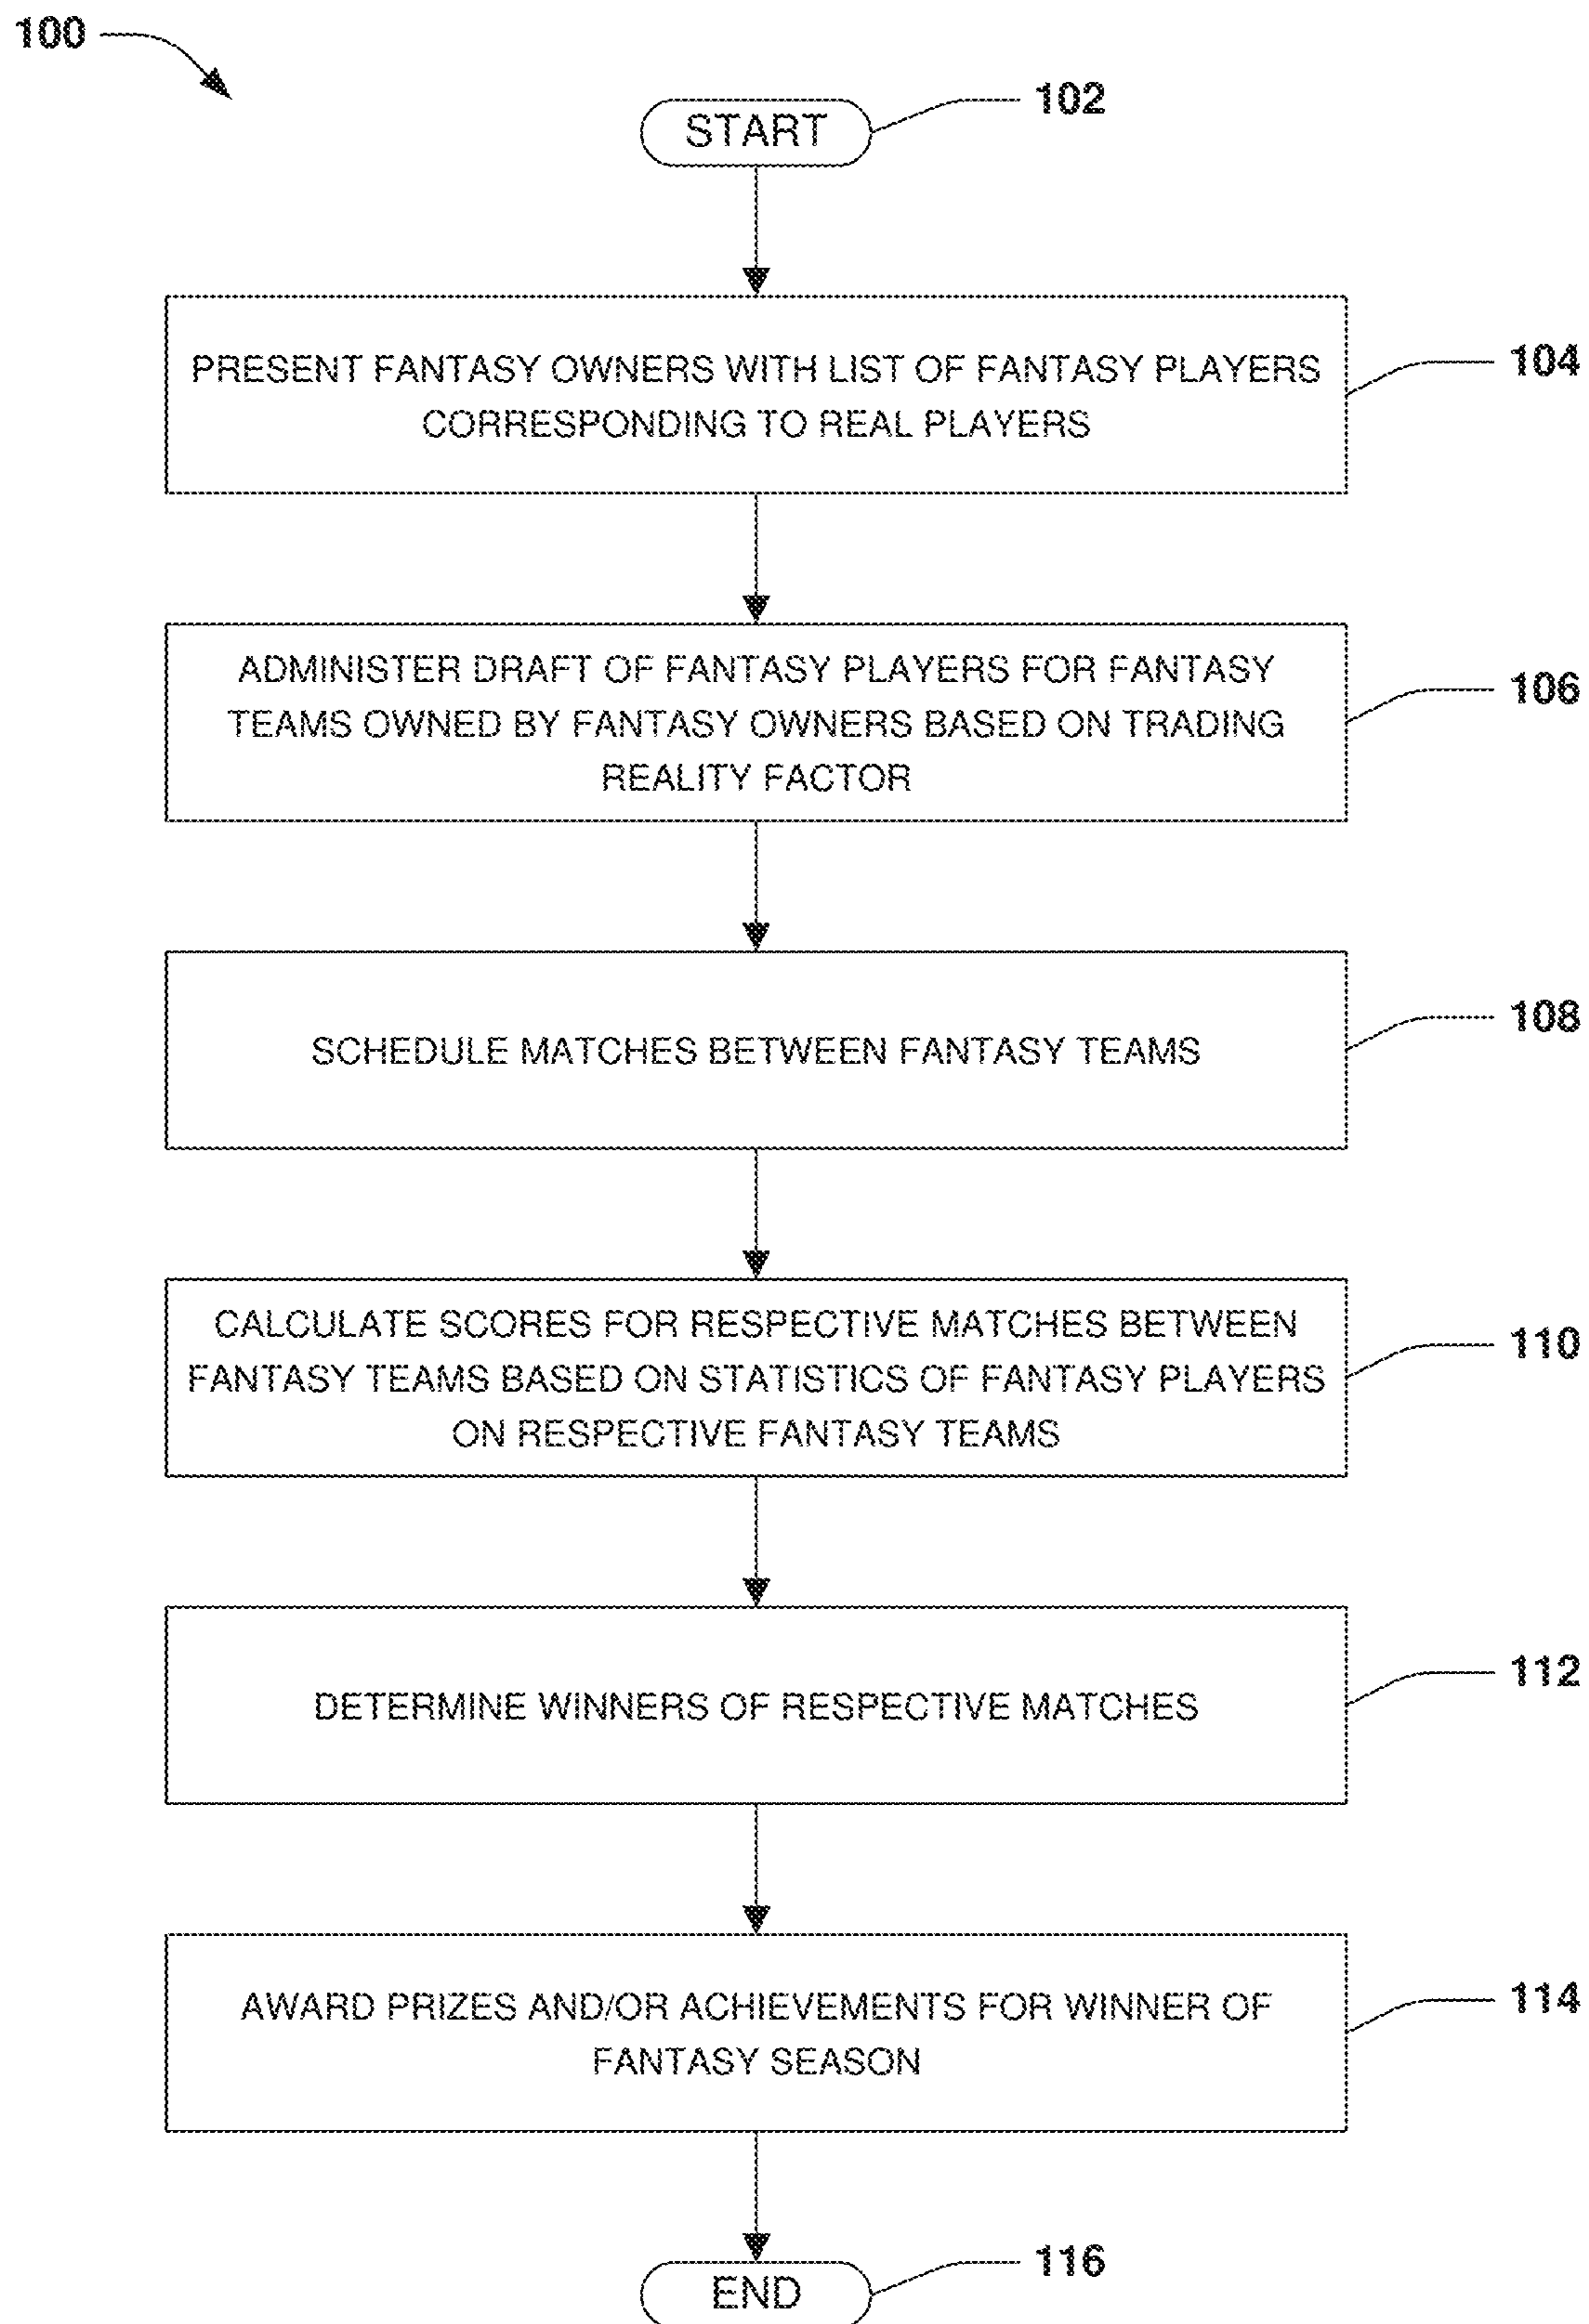 100
START
102
PRESENT FANTASY OWNERS WITH LIST OF FANTASY PLAYERS
CORRESPONDING TO REAL PLAYERS
104
ADMINISTER DRAFT OF FANTASY PLAYERS FOR FANTASY
TEAMS OWNED BY FANTASY OWNERS BASED ON TRADING
REALITY FACTOR
106
SCHEDULE MATCHES BETWEEN FANTASY TEAMS
108
CALCULATE SCORES FOR RESPECTIVE MATCHES BETWEEN
FANTASY TEAMS BASED ON STATISTICS OF FANTASY PLAYERS
ON RESPECTIVE FANTASY TEAMS
110
DETERMINE WINNERS OF RESPECTIVE MATCHES
112
AWARD PRIZES AND/OR ACHIEVEMENTS FOR WINNER OF
FANTASY SEASON
114
END
116